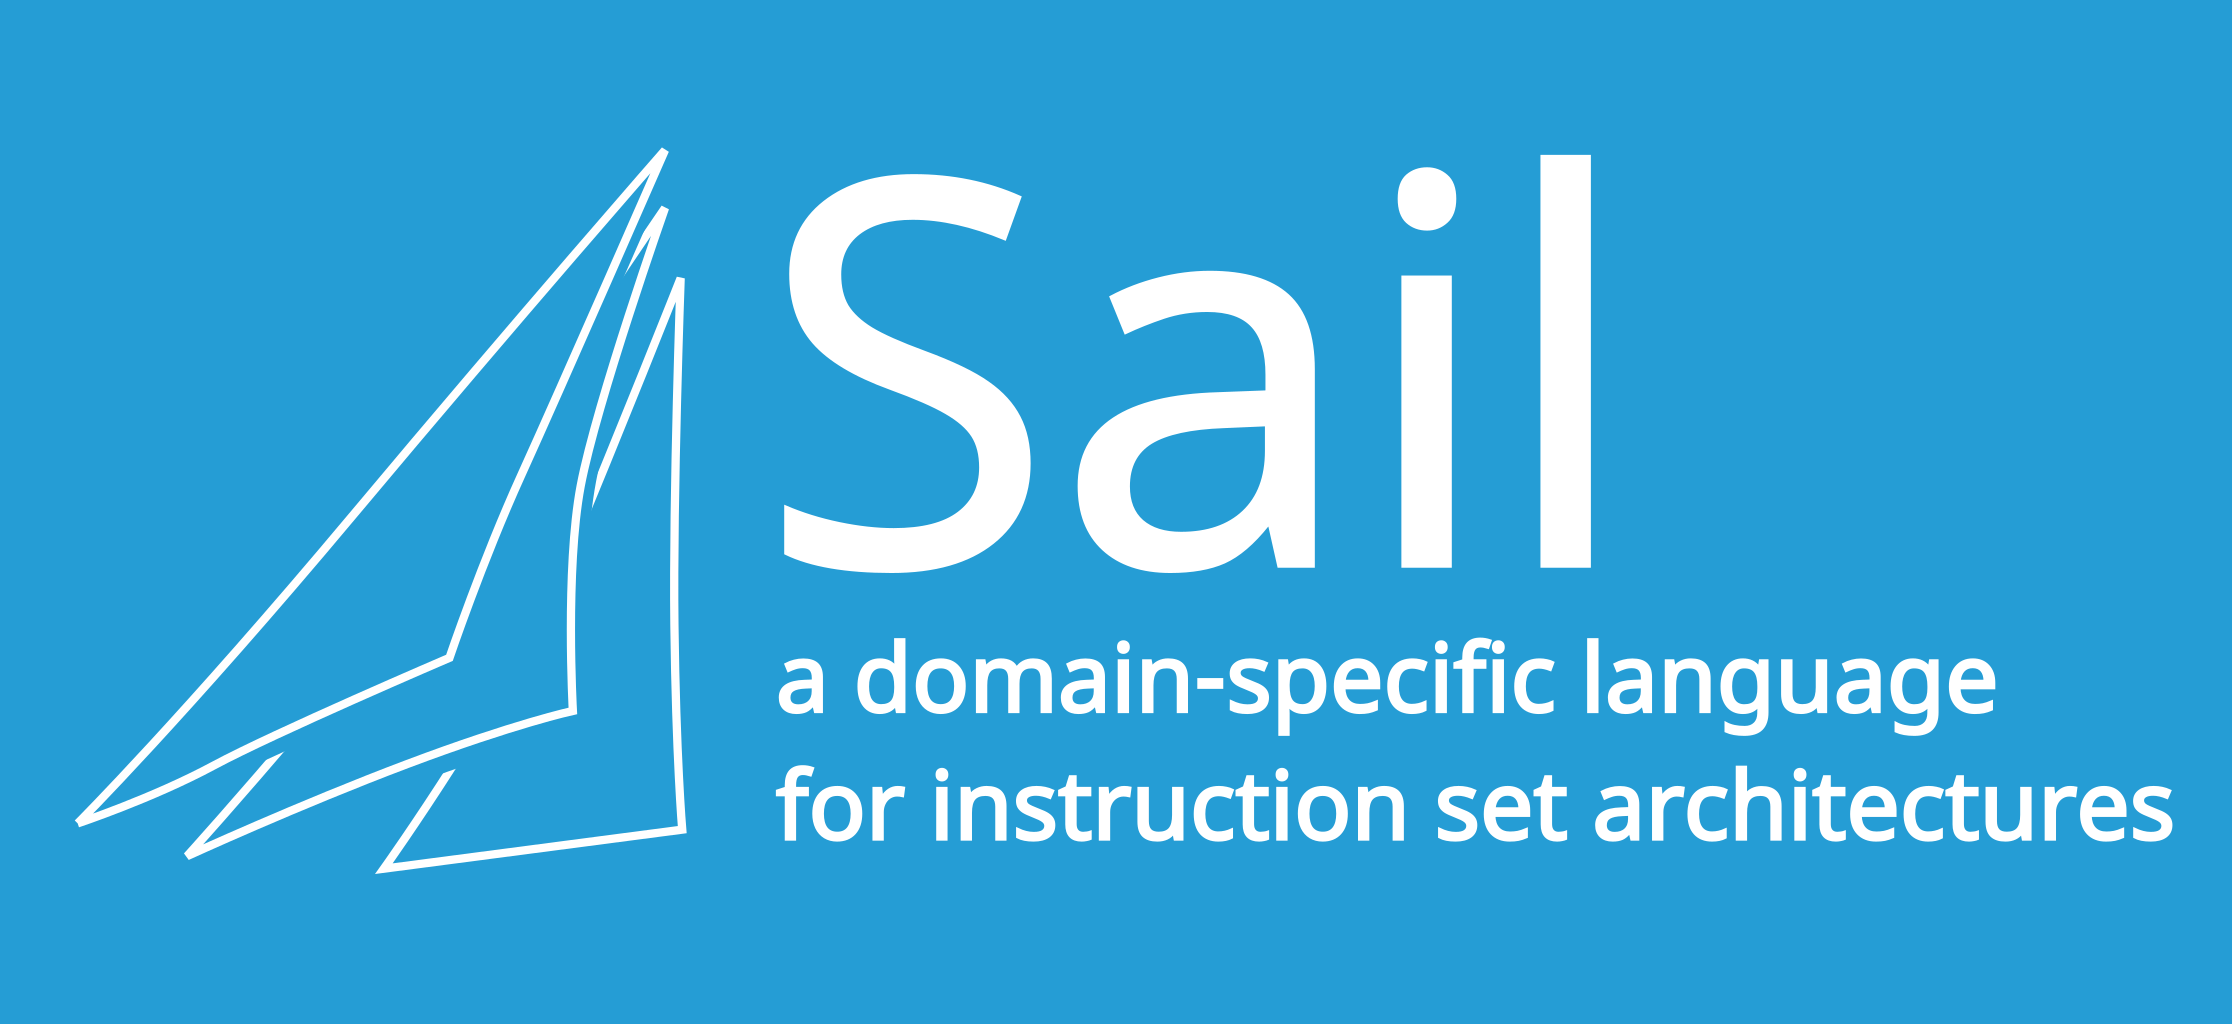 Sail
a domain-specific language
for instruction set architectures